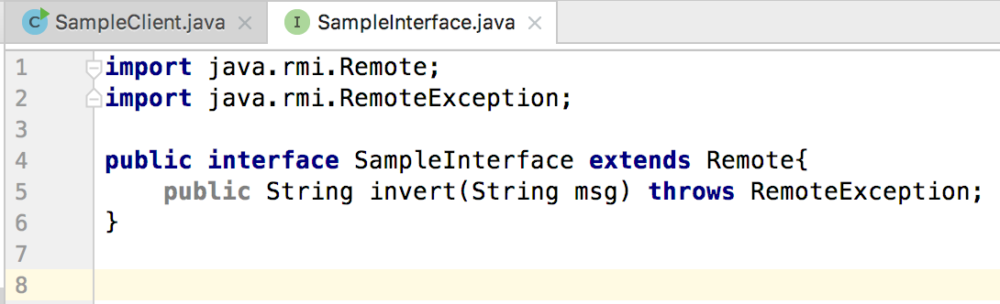 C SampleClient.java × I SampleInterface.java ×
1 import java.rmi.Remote;
2 import java.rmi.RemoteException;
3
4 public interface SampleInterface extends Remote{
5     public String invert(String msg) throws RemoteException;
6 }
7
8